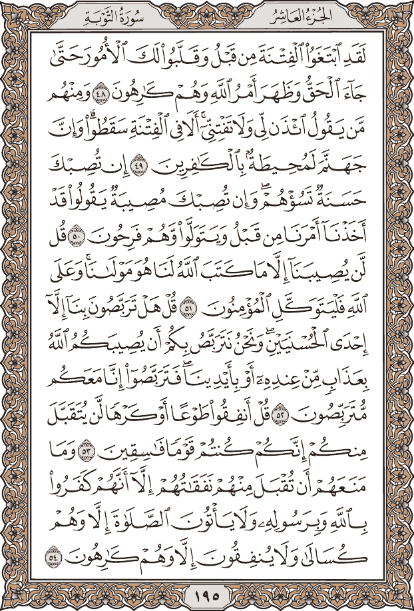 الجزء العاشر
سورة التوبة
لَقَدِ ٱبْتَغَوُا۟ ٱلْفِتْنَةَ مِن قَبْلُ وَقَلَّبُوا۟ لَكَ ٱلْأُمُورَ حَتَّىٰ
جَآءَ ٱلْحَقُّ وَظَهَرَ أَمْرُ ٱللَّهِ وَهُمْ كَٰرِهُونَ ٤٨ وَمِنْهُم
مَّن يَقُولُ ٱئْذَن لِّى وَلَا تَفْتِنِّىٓ ۚ أَلَا فِى ٱلْفِتْنَةِ سَقَطُوا۟ ۗ وَإِنَّ
جَهَنَّمَ لَمُحِيطَةٌۢ بِٱلْكَٰفِرِينَ ٤٩ إِن تُصِبْكَ
حَسَنَةٌ تَسُؤْهُمْ ۖ وَإِن تُصِبْكَ مُصِيبَةٌ يَقُولُوا۟ قَدْ
أَخَذْنَآ أَمْرَنَا مِن قَبْلُ وَيَتَوَلَّوا۟ وَّهُمْ فَرِحُونَ ٥٠ قُل
لَّن يُصِيبَنَآ إِلَّا مَا كَتَبَ ٱللَّهُ لَنَا هُوَ مَوْلَىٰنَا ۚ وَعَلَى
ٱللَّهِ فَلْيَتَوَكَّلِ ٱلْمُؤْمِنُونَ ٥١ قُلْ هَلْ تَرَبَّصُونَ بِنَآ إِلَّآ
إِحْدَى ٱلْحُسْنَيَيْنِ ۖ وَنَحْنُ نَتَرَبَّصُ بِكُمْ أَن يُصِيبَكُمُ ٱللَّهُ
بِعَذَابٍ مِّنْ عِندِهِۦٓ أَوْ بِأَيْدِينَا ۖ فَتَرَبَّصُوٓا۟ إِنَّا مَعَكُم
مُّتَرَبِّصُونَ ٥٢ قُلْ أَنفِقُوا۟ طَوْعًا أَوْ كَرْهًا لَّن يُتَقَبَّلَ
مِنكُمْ ۖ إِنَّكُمْ كُنتُمْ قَوْمًا فَٰسِقِينَ ٥٣ وَمَا
مَنَعَهُمْ أَن تُقْبَلَ مِنْهُمْ نَفَقَٰتُهُمْ إِلَّآ أَنَّهُمْ كَفَرُوا۟
بِٱللَّهِ وَبِرَسُولِهِۦ وَلَا يَأْتُونَ ٱلصَّلَوٰةَ إِلَّا وَهُمْ
كُسَالَىٰ وَلَا يُنفِقُونَ إِلَّا وَهُمْ كَٰرِهُونَ ٥٤
١٩٥